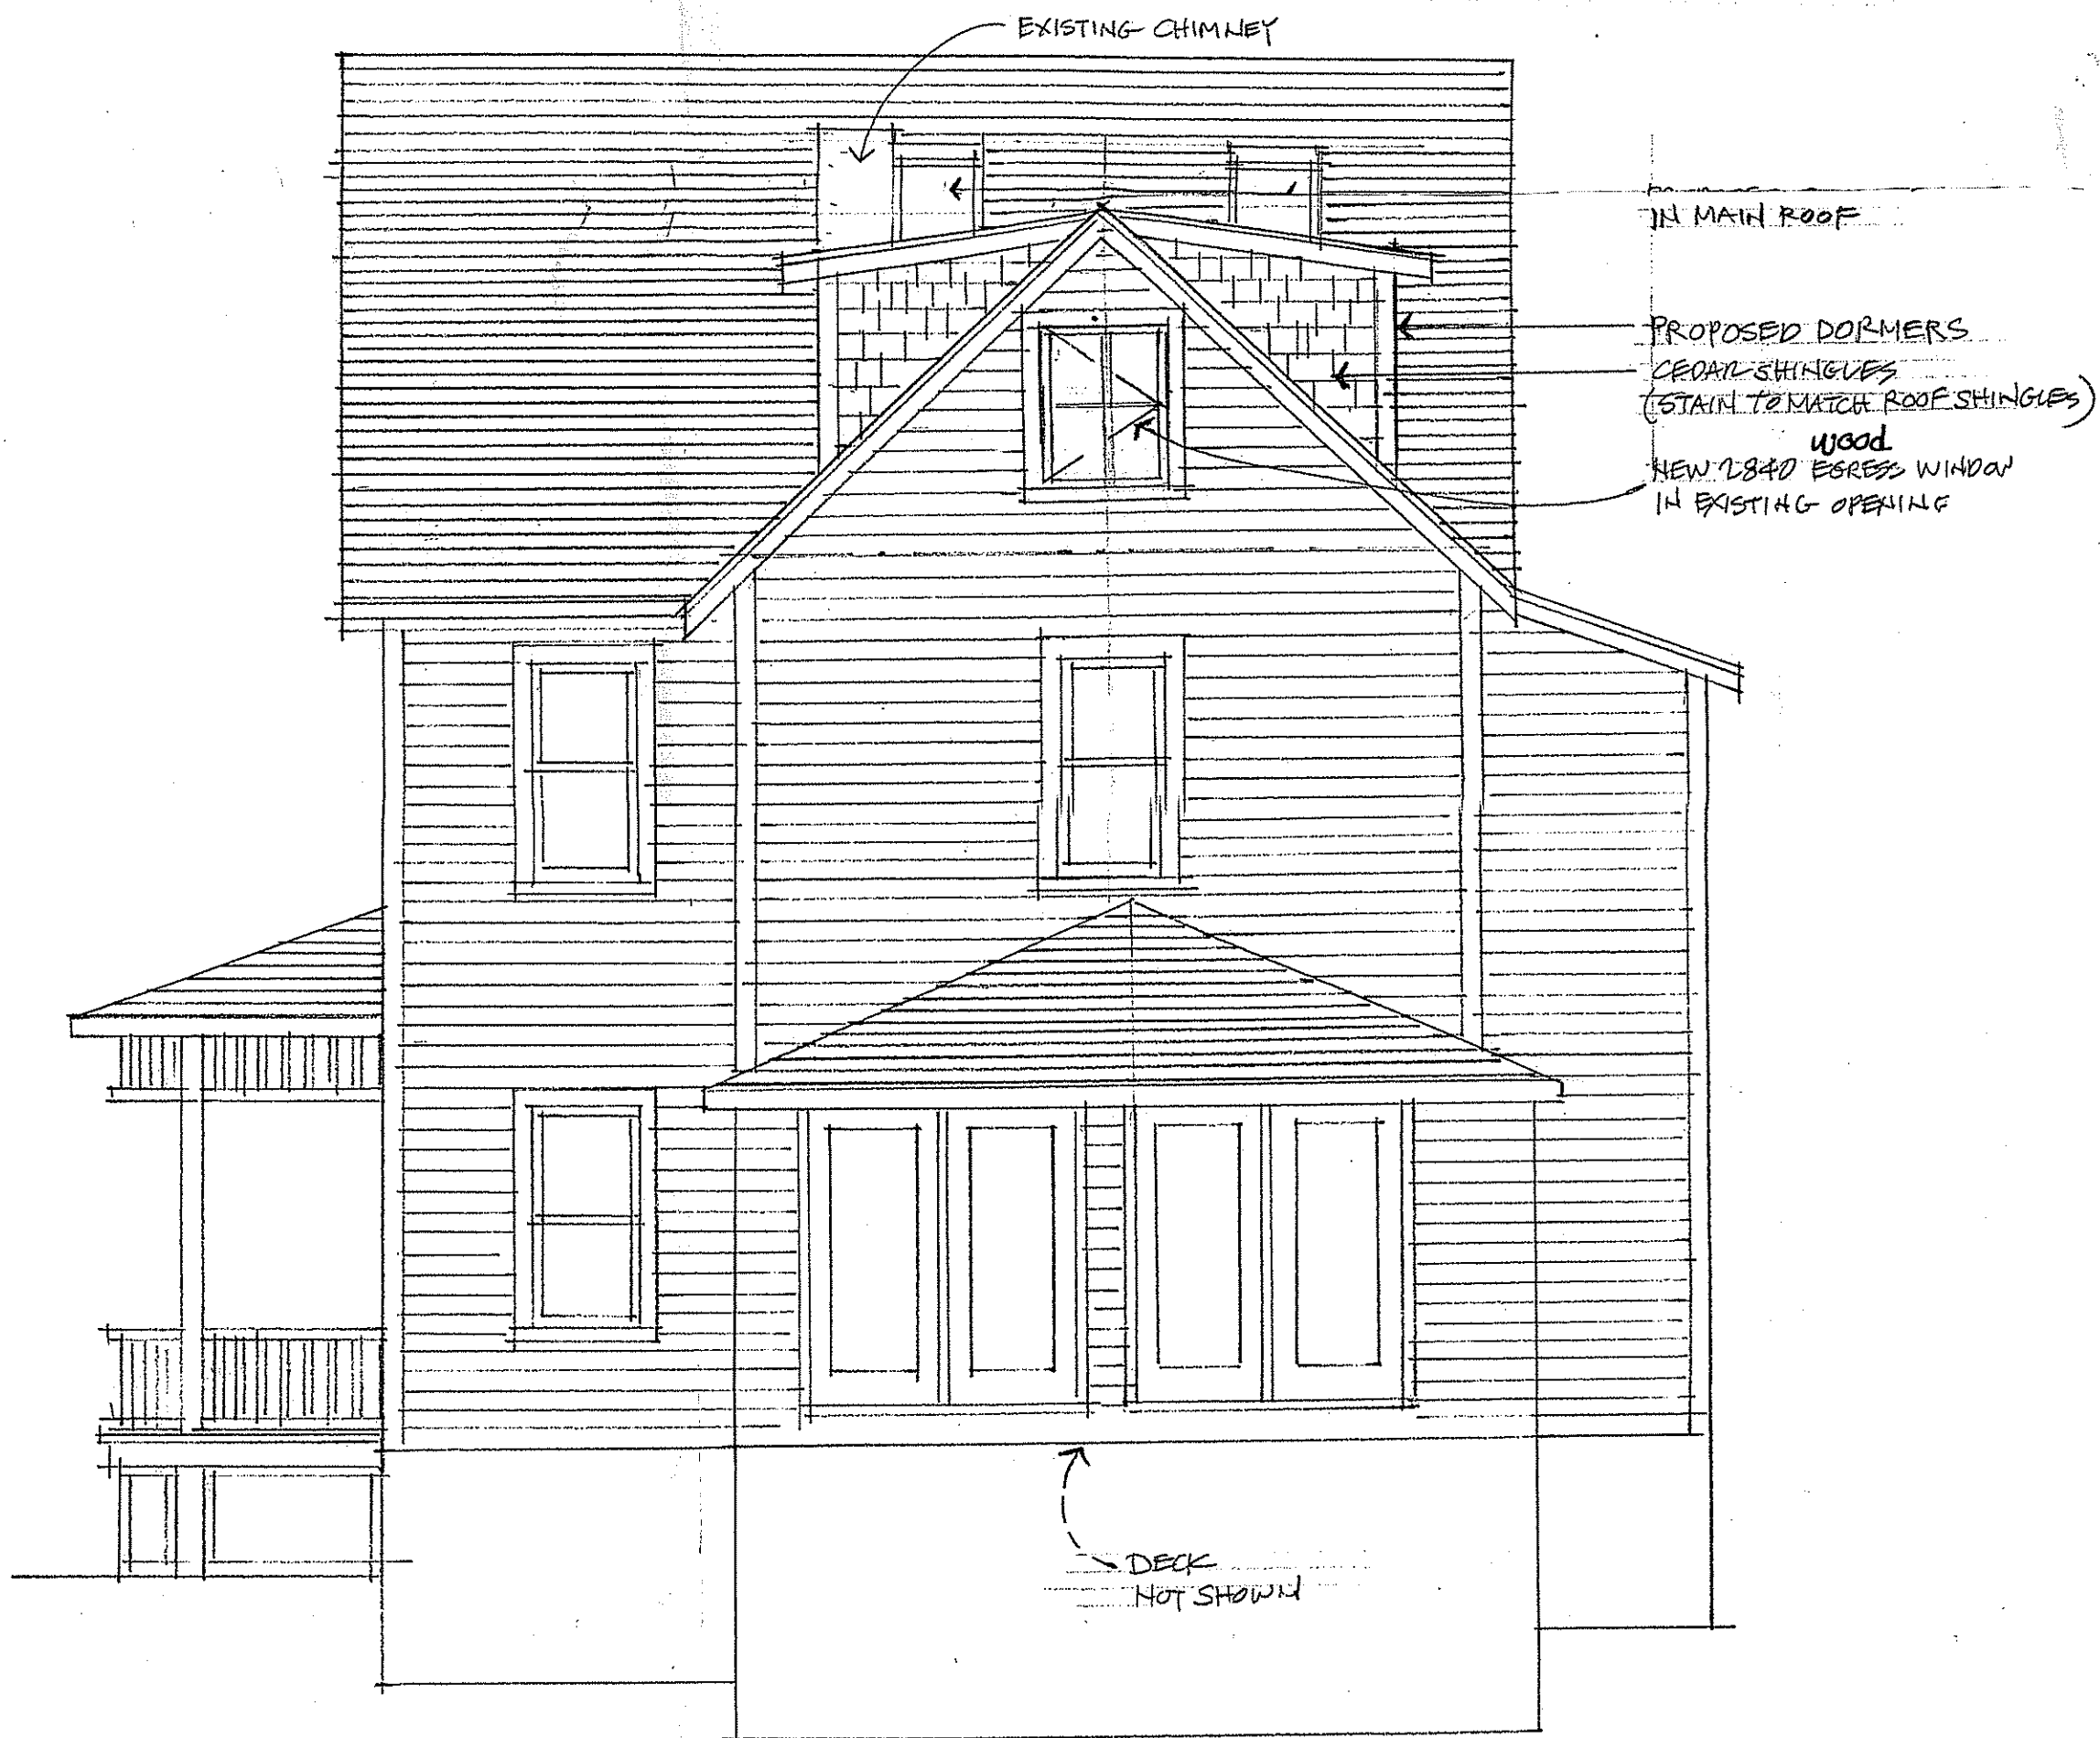 EXISTING CHIMNEY
IN MAIN ROOF
PROPOSED DORMERS
CEDAR SHINGLES
(STAIN TO MATCH ROOF SHINGLES)
wood
NEW 2840 EGRESS WINDOW
IN EXISTING OPENING
DECK
NOT SHOWN